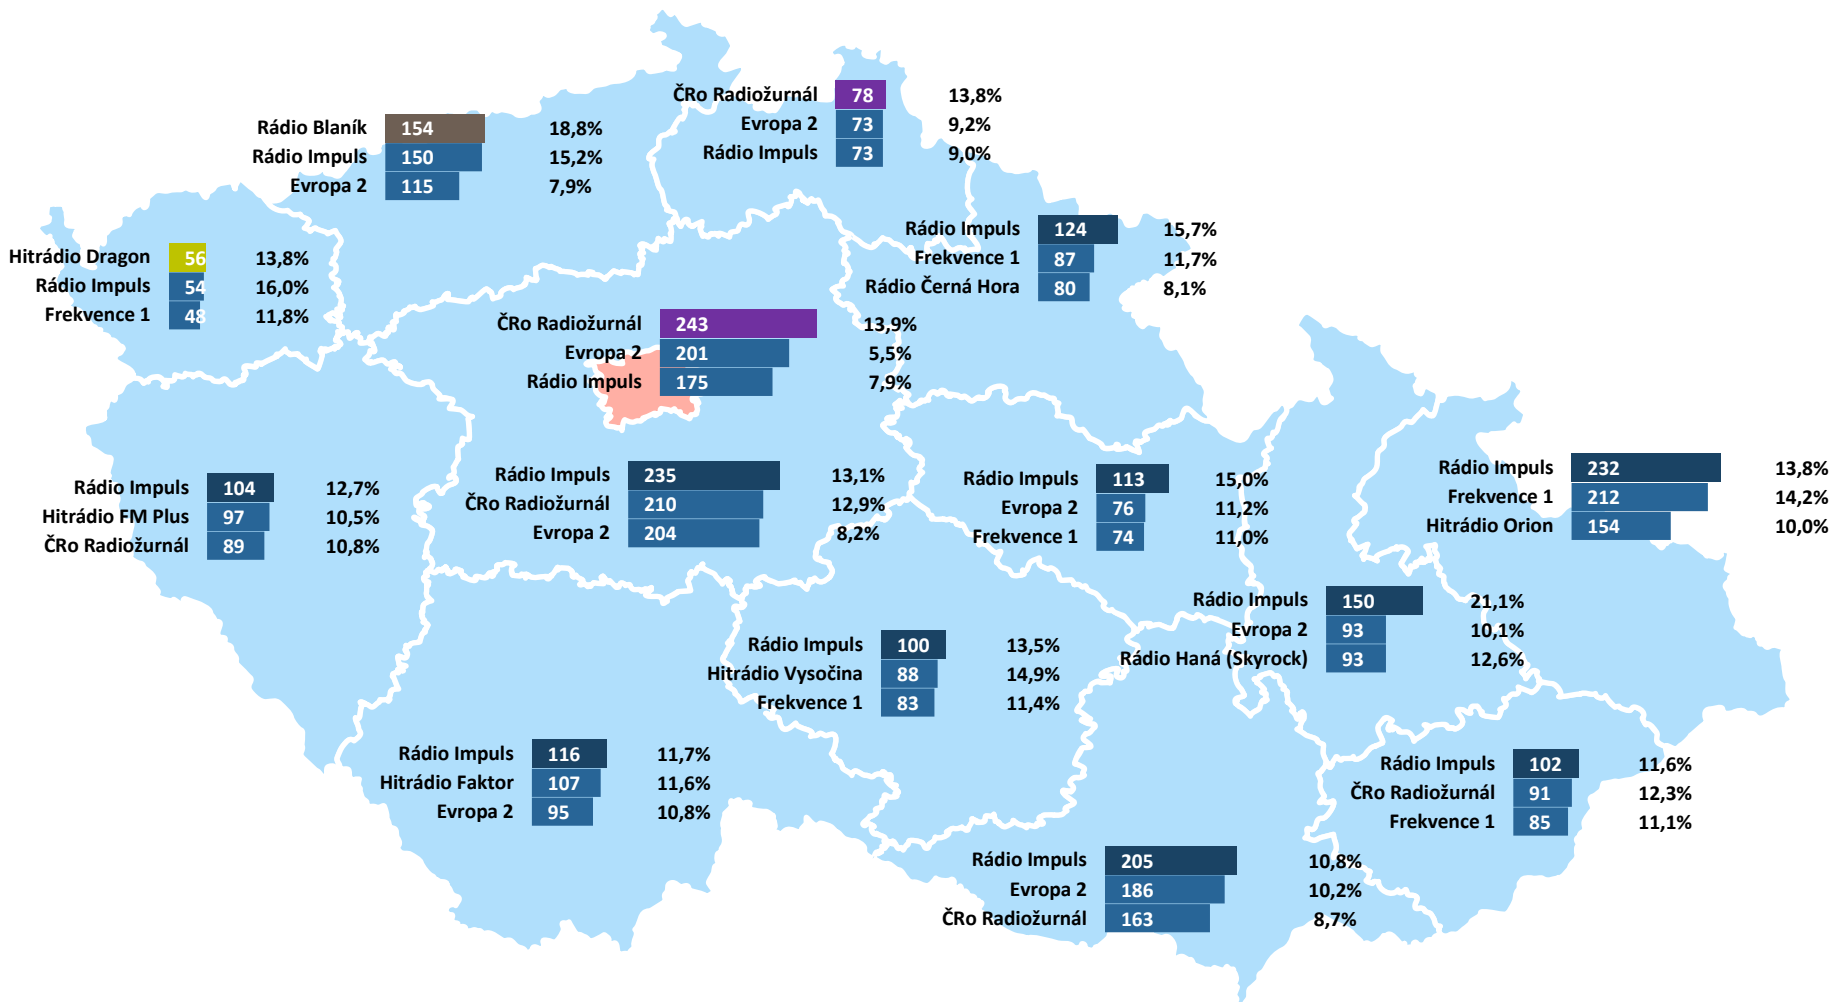 ČRo Radiožurnál 78 13,8%
Evropa 2 73 9,2%
Rádio Impuls 73 9,0%
Rádio Blaník 154 18,8%
Rádio Impuls 150 15,2%
Evropa 2 115 7,9%
Rádio Impuls 124 15,7%
Frekvence 1 87 11,7%
Rádio Černá Hora 80 8,1%
Hitrádio Dragon 56 13,8%
Rádio Impuls 54 16,0%
Frekvence 1 48 11,8%
ČRo Radiožurnál 243 13,9%
Evropa 2 201 5,5%
Rádio Impuls 175 7,9%
Rádio Impuls 104 12,7%
Hitrádio FM Plus 97 10,5%
ČRo Radiožurnál 89 10,8%
Rádio Impuls 235 13,1%
ČRo Radiožurnál 210 12,9%
Evropa 2 204 8,2%
Rádio Impuls 113 15,0%
Evropa 2 76 11,2%
Frekvence 1 74 11,0%
Rádio Impuls 232 13,8%
Frekvence 1 212 14,2%
Hitrádio Orion 154 10,0%
Rádio Impuls 150 21,1%
Evropa 2 93 10,1%
Rádio Haná (Skyrock) 93 12,6%
Rádio Impuls 100 13,5%
Hitrádio Vysočina 88 14,9%
Frekvence 1 83 11,4%
Rádio Impuls 116 11,7%
Hitrádio Faktor 107 11,6%
Evropa 2 95 10,8%
Rádio Impuls 102 11,6%
ČRo Radiožurnál 91 12,3%
Frekvence 1 85 11,1%
Rádio Impuls 205 10,8%
Evropa 2 186 10,2%
ČRo Radiožurnál 163 8,7%